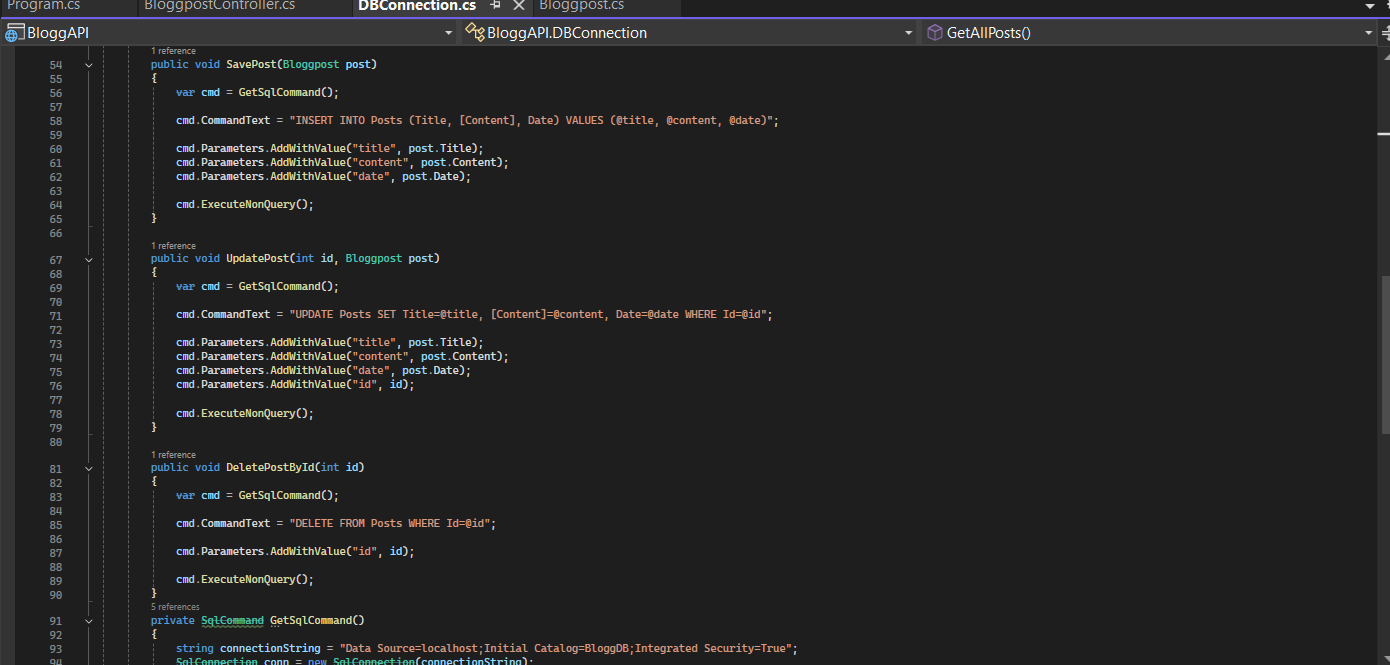 Program.cs BloggpostController.cs DBConnection.cs Bloggpost.cs
BloggAPI BloggAPI.DBConnection GetAllPosts()
1 reference
54 public void SavePost(Bloggpost post)
55 {
56 var cmd = GetSqlCommand();
57
58 cmd.CommandText = "INSERT INTO Posts (Title, [Content], Date) VALUES (@title, @content, @date)";
59
60 cmd.Parameters.AddWithValue("title", post.Title);
61 cmd.Parameters.AddWithValue("content", post.Content);
62 cmd.Parameters.AddWithValue("date", post.Date);
63
64 cmd.ExecuteNonQuery();
65 }
66
1 reference
67 public void UpdatePost(int id, Bloggpost post)
68 {
69 var cmd = GetSqlCommand();
70
71 cmd.CommandText = "UPDATE Posts SET Title=@title, [Content]=@content, Date=@date WHERE Id=@id";
72
73 cmd.Parameters.AddWithValue("title", post.Title);
74 cmd.Parameters.AddWithValue("content", post.Content);
75 cmd.Parameters.AddWithValue("date", post.Date);
76 cmd.Parameters.AddWithValue("id", id);
77
78 cmd.ExecuteNonQuery();
79 }
80
1 reference
81 public void DeletePostById(int id)
82 {
83 var cmd = GetSqlCommand();
84
85 cmd.CommandText = "DELETE FROM Posts WHERE Id=@id";
86
87 cmd.Parameters.AddWithValue("id", id);
88
89 cmd.ExecuteNonQuery();
90 }
5 references
91 private SqlCommand GetSqlCommand()
92 {
93 string connectionString = "Data Source=localhost;Initial Catalog=BloggDB;Integrated Security=True";
94 SqlConnection conn = new SqlConnection(connectionString);